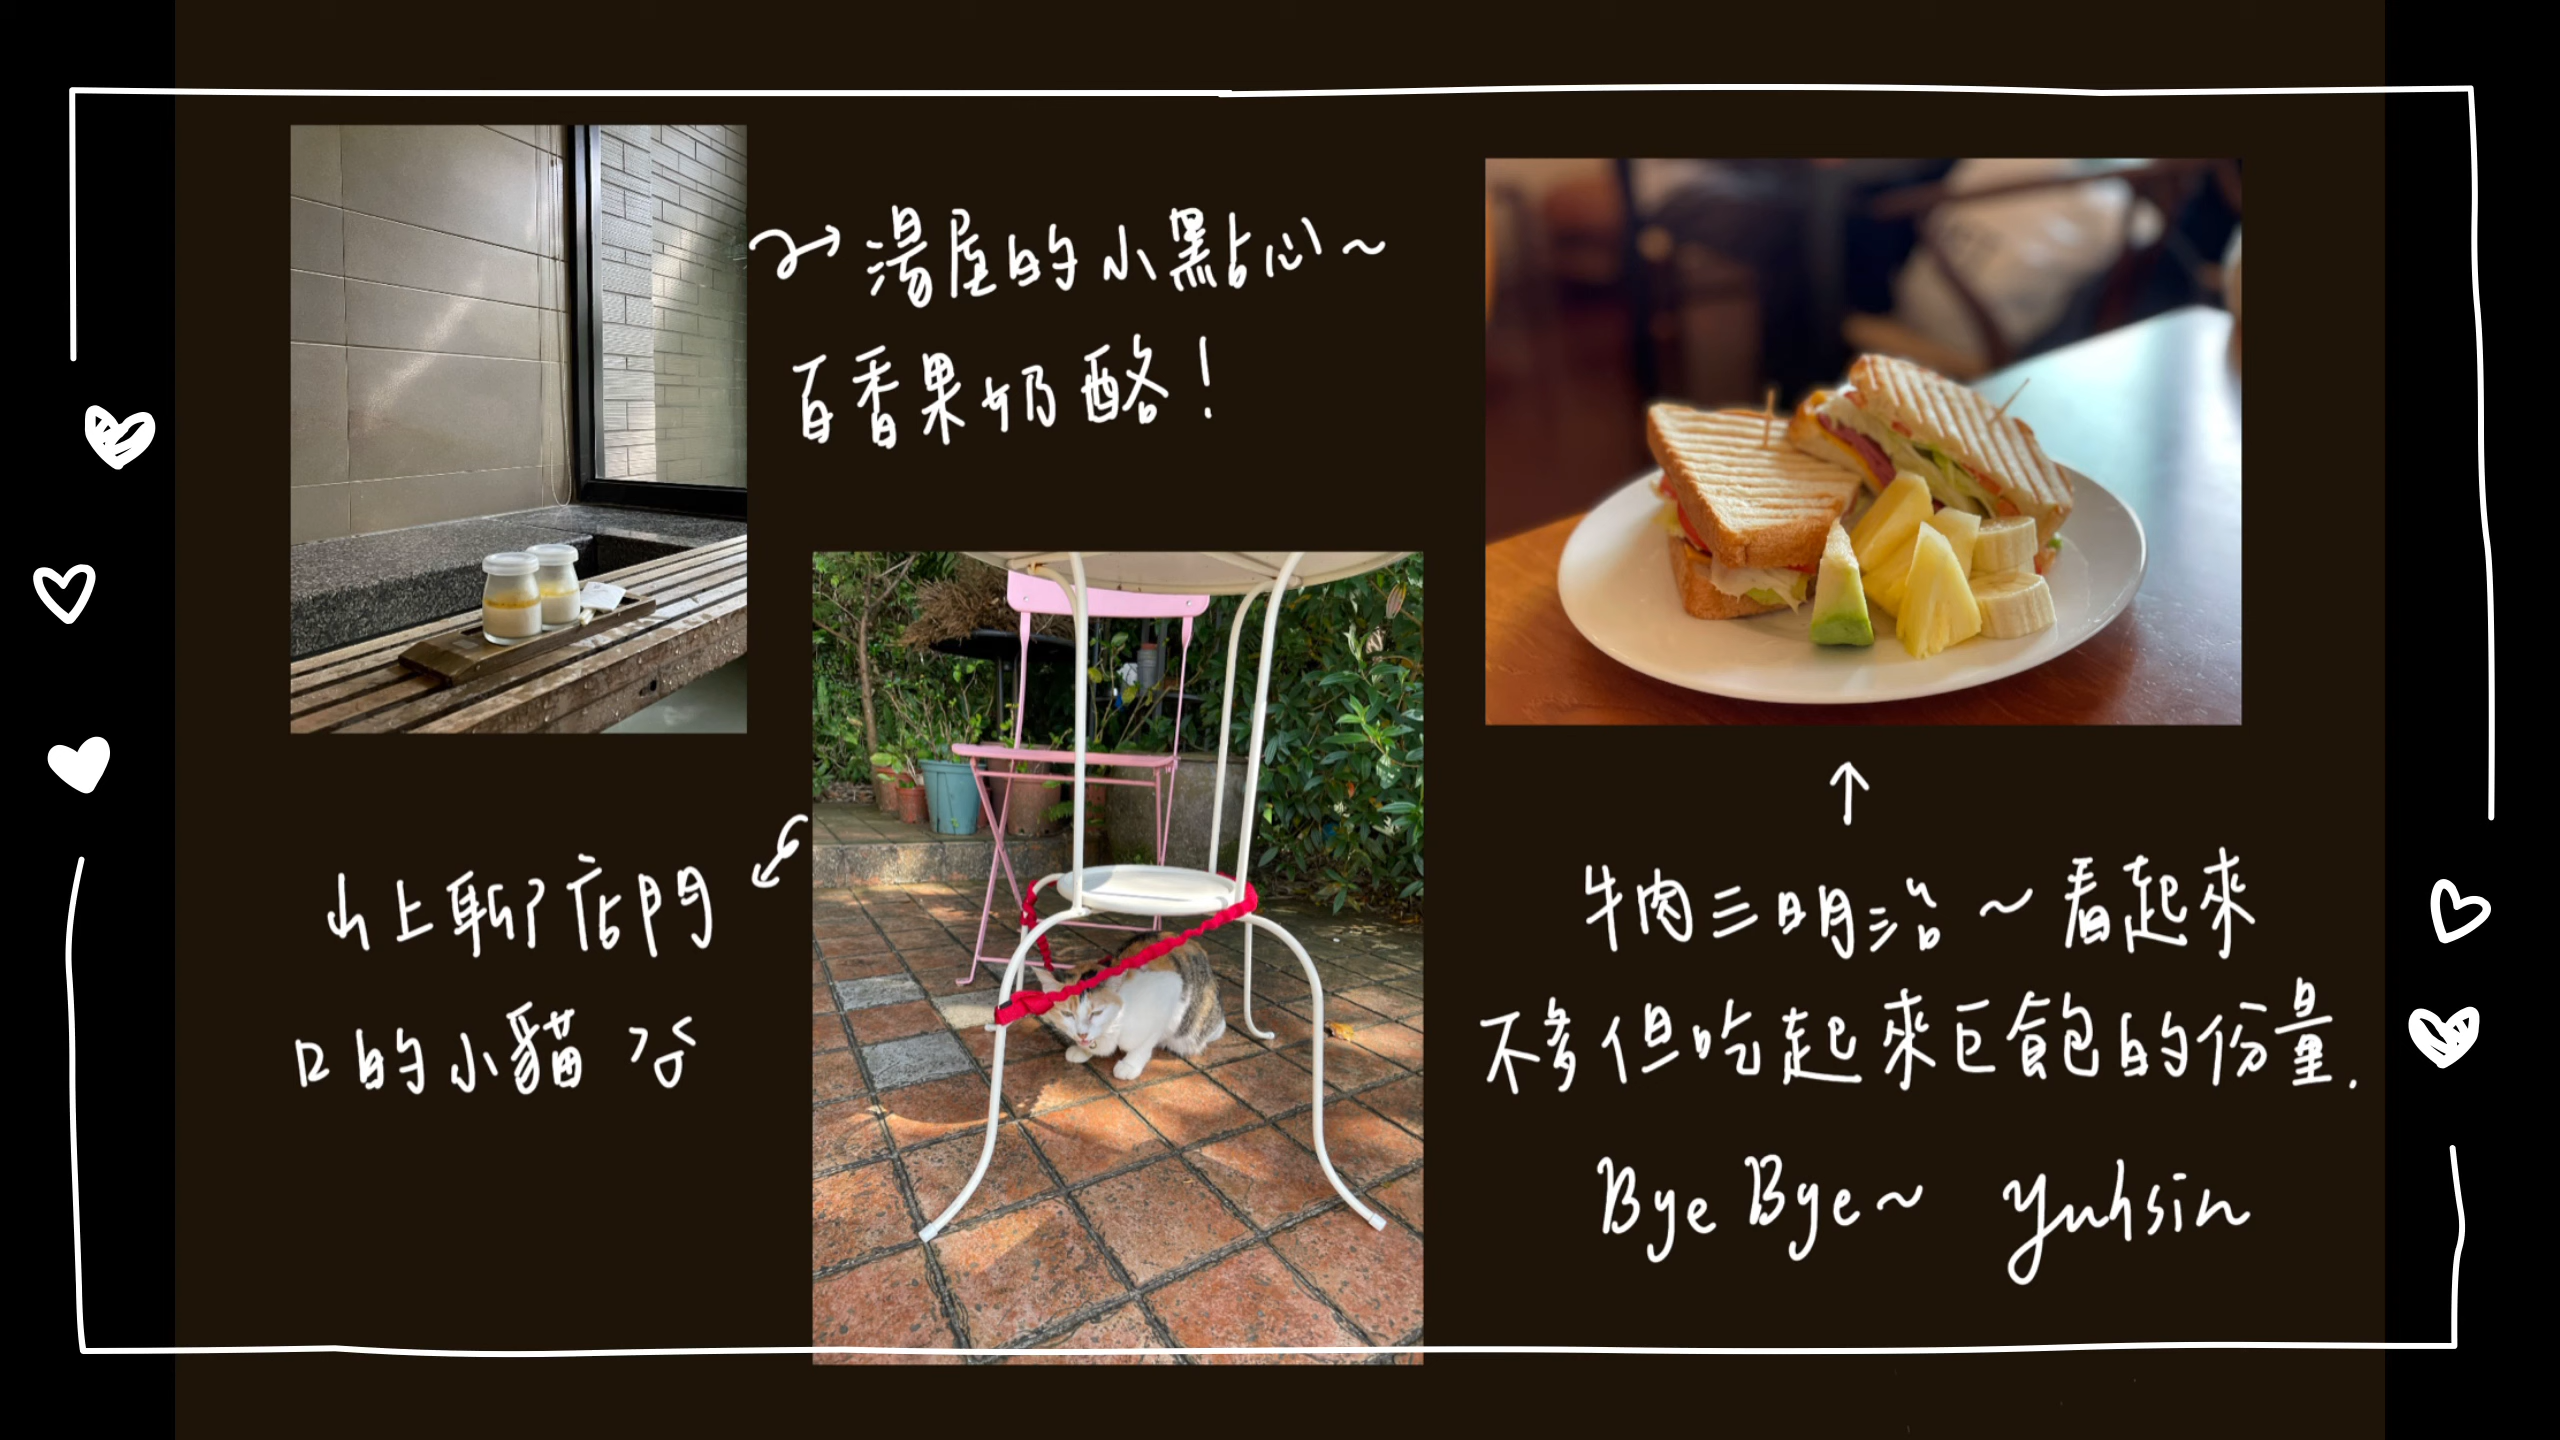 湯屋的小點心~
百香果奶酪!
山上聊店門
口的小貓
牛肉三明治~看起來
不多但吃起來巨飽的份量.
Bye Bye~ Yuhsin